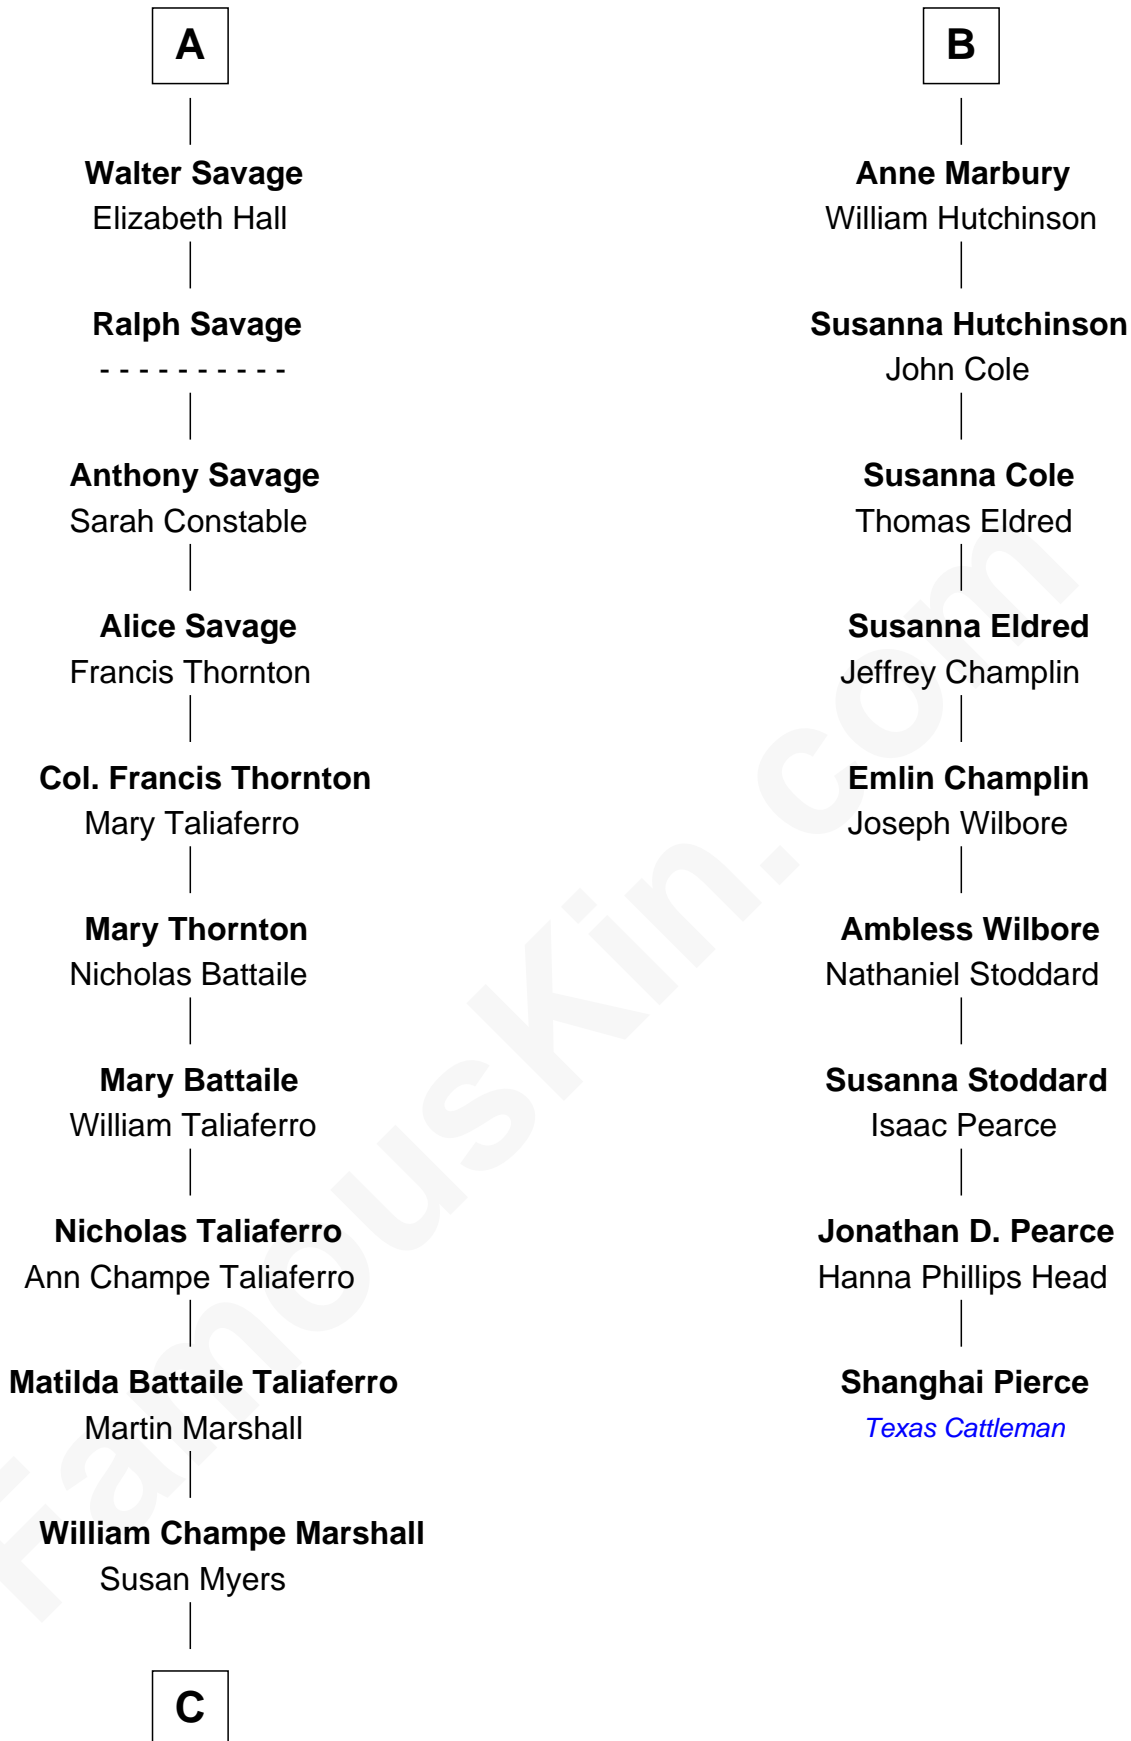 A
Walter Savage
Elizabeth Hall
Ralph Savage
- - - - - - - - - -
Anthony Savage
Sarah Constable
Alice Savage
Francis Thornton
Col. Francis Thornton
Mary Taliaferro
Mary Thornton
Nicholas Battaile
Mary Battaile
William Taliaferro
Nicholas Taliaferro
Ann Champe Taliaferro
Matilda Battaile Taliaferro
Martin Marshall
William Champe Marshall
Susan Myers
C
B
Anne Marbury
William Hutchinson
Susanna Hutchinson
John Cole
Susanna Cole
Thomas Eldred
Susanna Eldred
Jeffrey Champlin
Emlin Champlin
Joseph Wilbore
Ambless Wilbore
Nathaniel Stoddard
Susanna Stoddard
Isaac Pearce
Jonathan D. Pearce
Hanna Phillips Head
Shanghai Pierce
Texas Cattleman
FamousKin.com